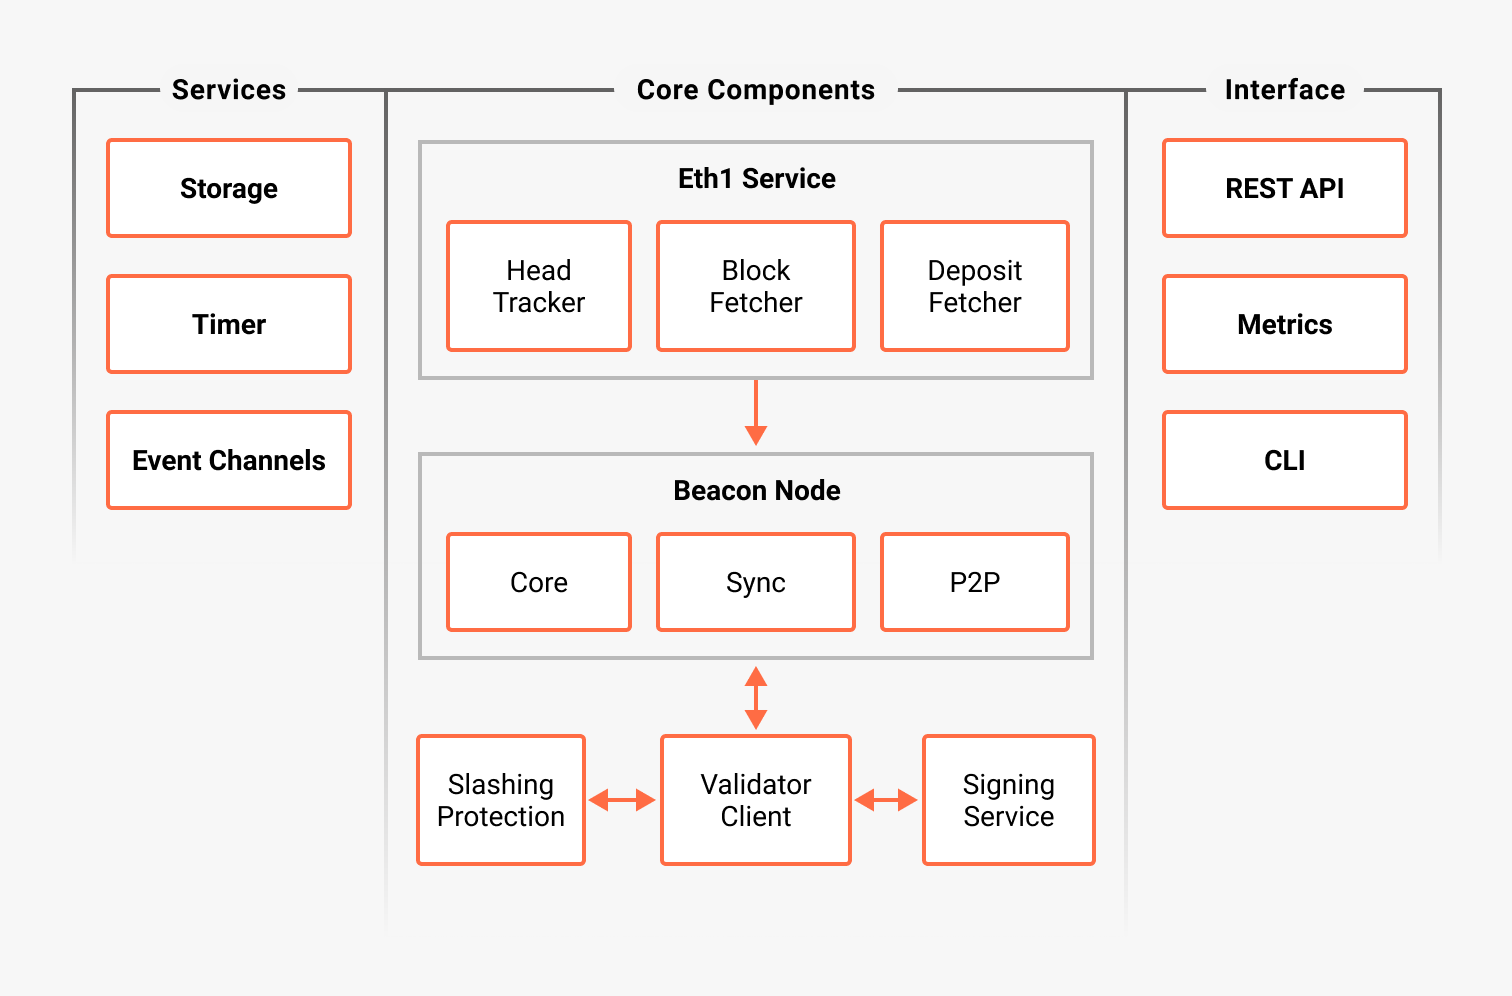 Services
Core Components
Interface
Storage
Timer
Event Channels
Eth1 Service
Head
Tracker
Block
Fetcher
Deposit
Fetcher
Beacon Node
Core
Sync
P2P
Slashing
Protection
Validator
Client
Signing
Service
REST API
Metrics
CLI